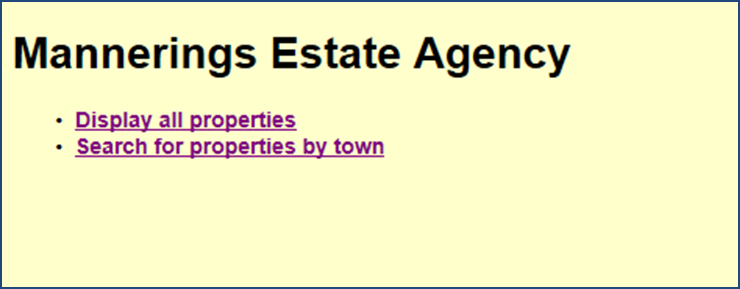 Mannerings Estate Agency
• Display all properties
• Search for properties by town